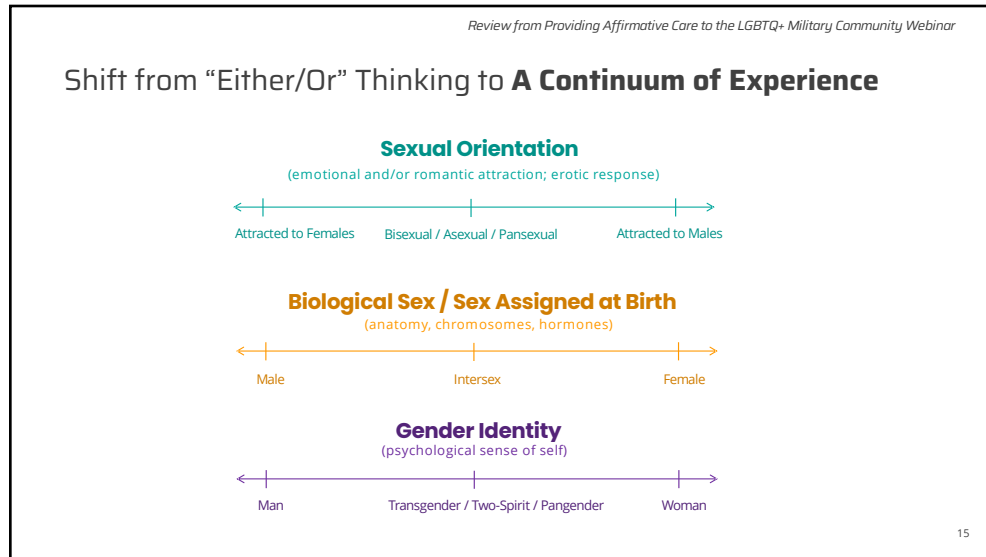 Review from Providing Affirmative Care to the LGBTQ+ Military Community Webinar
Shift from “Either/Or” Thinking to A Continuum of Experience
Sexual Orientation
(emotional and/or romantic attraction; erotic response)
Attracted to Females Bisexual / Asexual / Pansexual Attracted to Males
Biological Sex / Sex Assigned at Birth
(anatomy, chromosomes, hormones)
Male Intersex Female
Gender Identity
(psychological sense of self)
Man Transgender / Two-Spirit / Pangender Woman
15